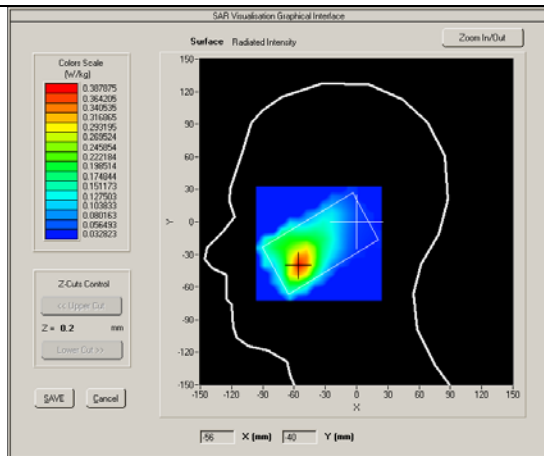 SAR Visualisation Graphical Interface
Surface Radiated Intensity
Zoom In/Out
Colors Scale
(W/kg)
0.387875
0.364205
0.340535
0.316865
0.293195
0.269524
0.245854
0.222184
0.198514
0.174844
0.151173
0.127503
0.103833
0.080163
0.056493
0.032823
Z-Cuts Control
<< Upper Cut
Z = 0.2 mm
Lower Cut >>
SAVE Cancel
150
120
90
60
30
0
-30
-60
-90
-120
-150
Y
-150 -120 -90 -60 -30 0 30 60 90 120 150
X
-56 X (mm) -40 Y (mm)